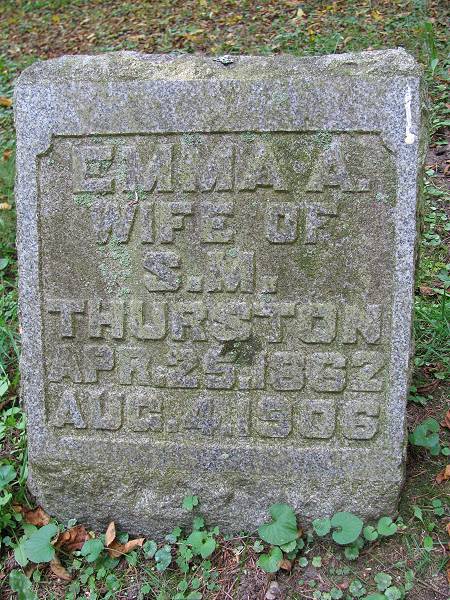 EMMA A.
WIFE OF
S.M.
THURSTON
APR.25.1862
AUG.4.1906